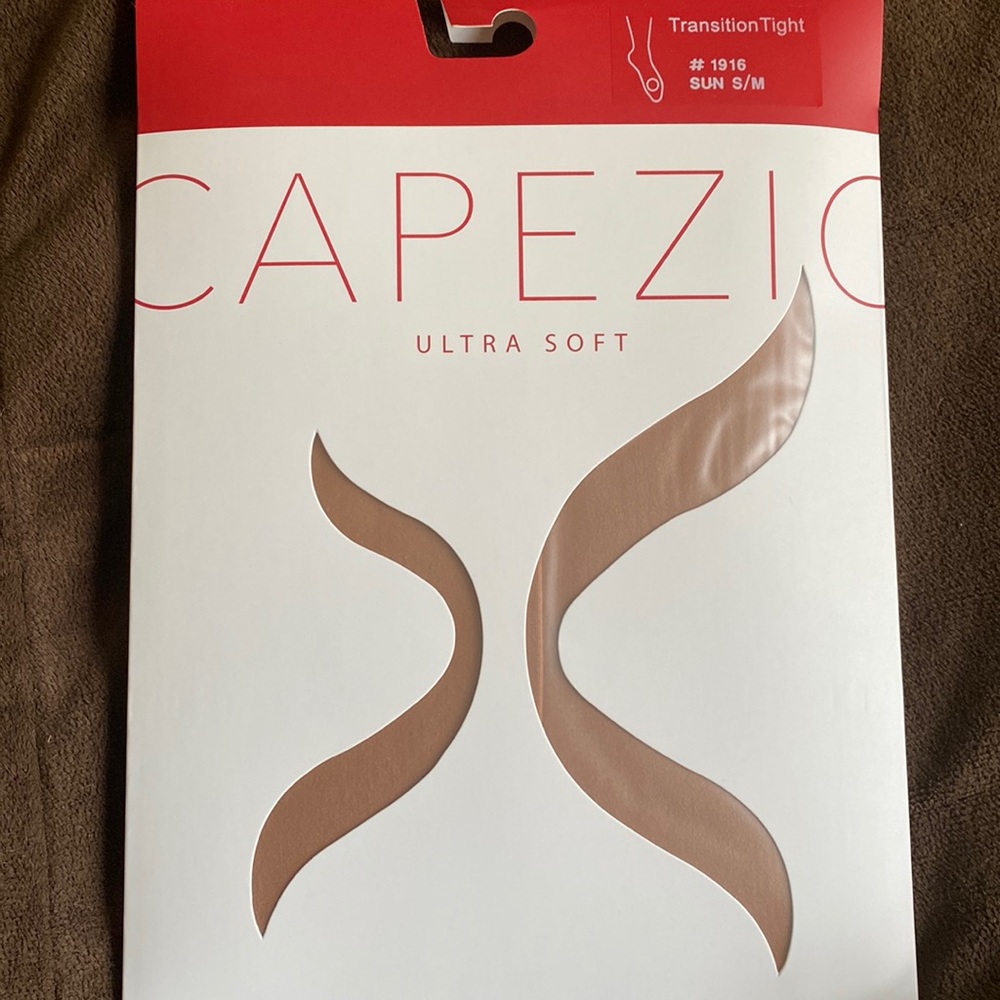 TransitionTight
# 1916
SUN S/M
CAPEZIO
ULTRA SOFT